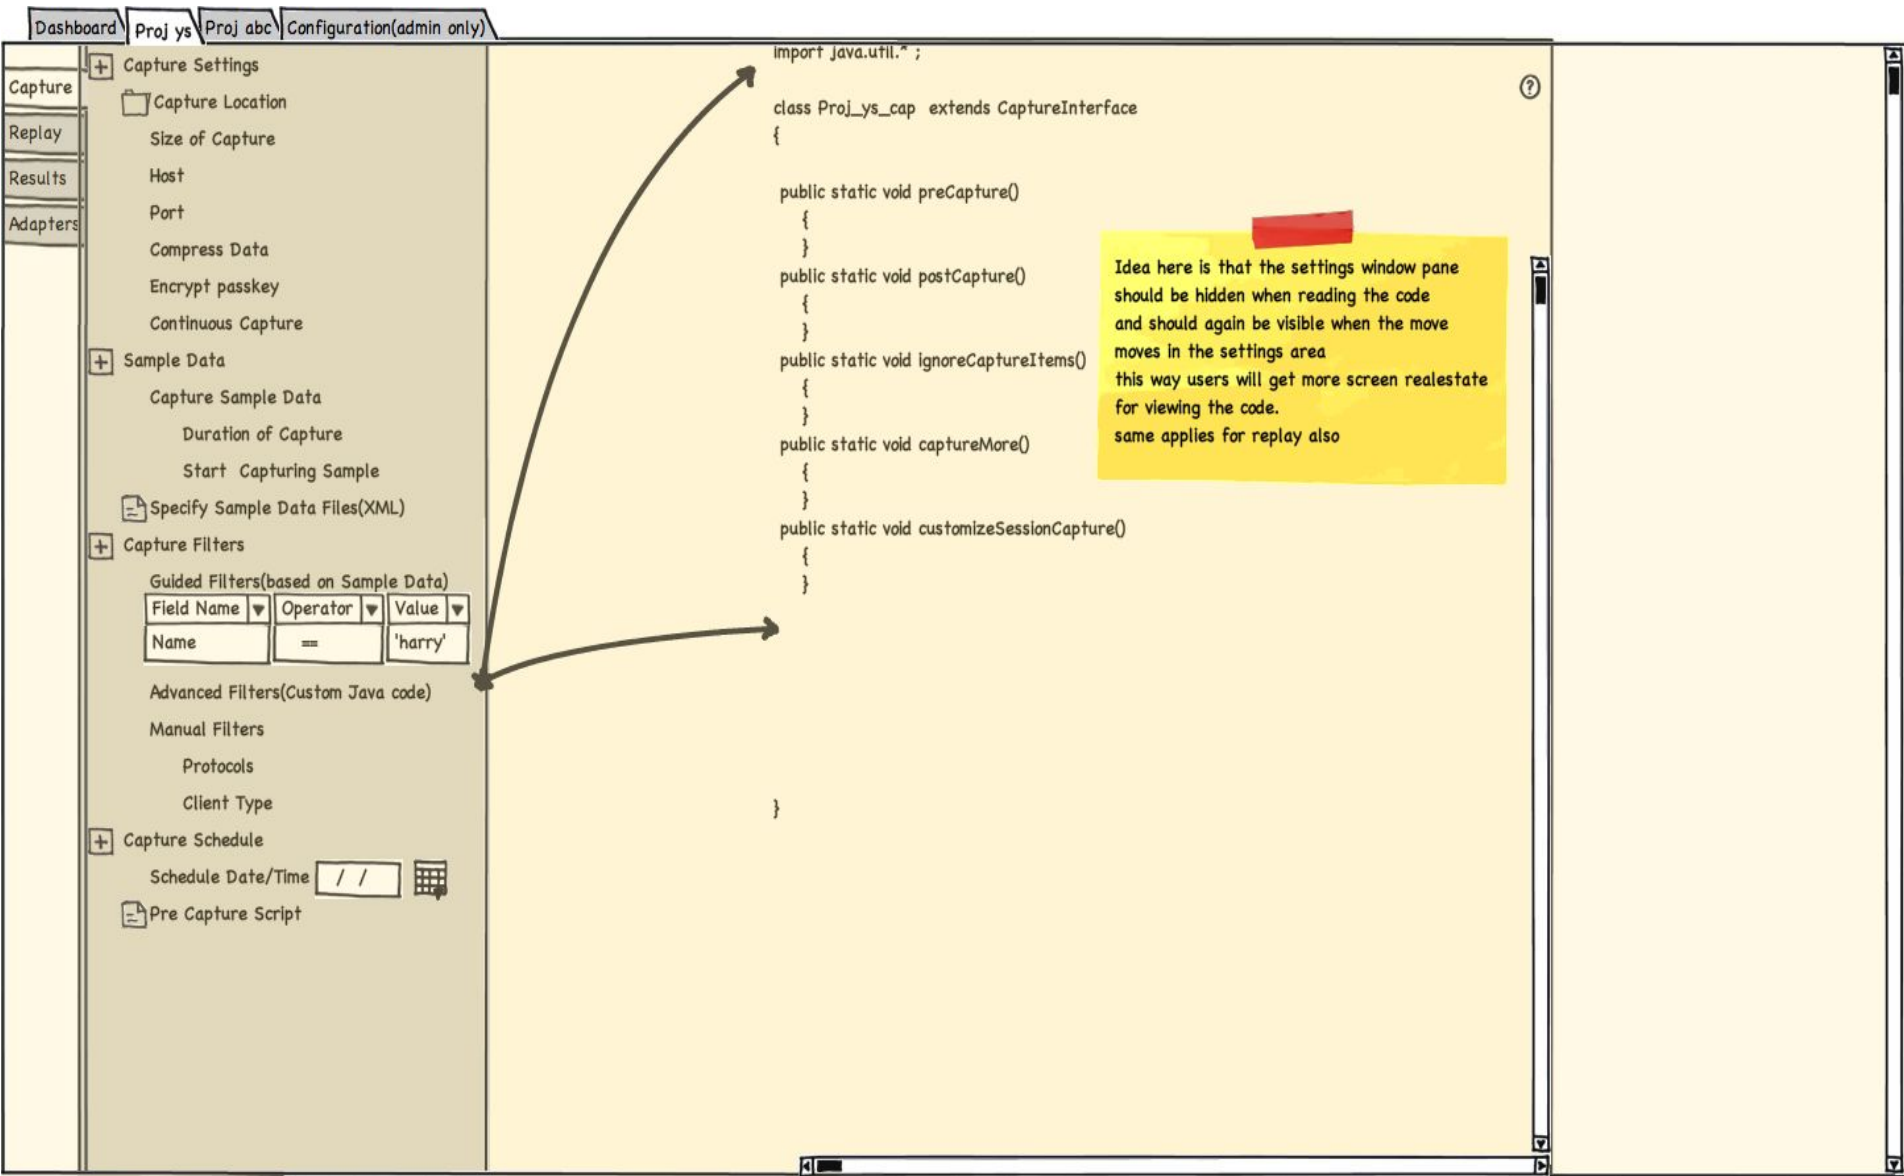 Dashboard
Proj ys
Proj abc
Configuration(admin only)
Capture
Replay
Results
Adapters
Capture Settings
Capture Location
Size of Capture
Host
Port
Compress Data
Encrypt passkey
Continuous Capture
Sample Data
Capture Sample Data
Duration of Capture
Start Capturing Sample
Specify Sample Data Files(XML)
Capture Filters
Guided Filters(based on Sample Data)
Field Name Operator Value
Name == 'harry'
Advanced Filters(Custom Java code)
Manual Filters
Protocols
Client Type
Capture Schedule
Schedule Date/Time / /
Pre Capture Script
import java.util.* ;
class Proj_ys_cap extends CaptureInterface
{
public static void preCapture()
{
}
public static void postCapture()
{
}
public static void ignoreCaptureItems()
{
}
public static void captureMore()
{
}
public static void customizeSessionCapture()
{
}
}
?
Idea here is that the settings window pane
should be hidden when reading the code
and should again be visible when the move
moves in the settings area
this way users will get more screen realestate
for viewing the code.
same applies for replay also